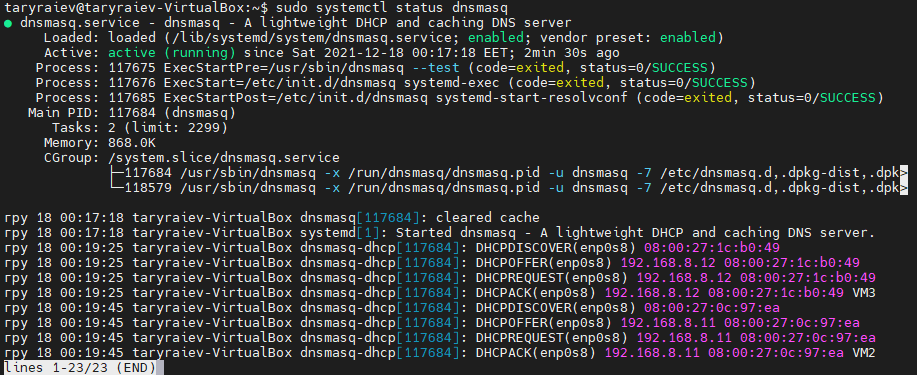 taryraiev@taryraiev-VirtualBox:~$ sudo systemctl status dnsmasq
● dnsmasq.service - dnsmasq - A lightweight DHCP and caching DNS server
     Loaded: loaded (/lib/systemd/system/dnsmasq.service; enabled; vendor preset: enabled)
     Active: active (running) since Sat 2021-12-18 00:17:18 EET; 2min 30s ago
    Process: 117675 ExecStartPre=/usr/sbin/dnsmasq --test (code=exited, status=0/SUCCESS)
    Process: 117676 ExecStart=/etc/init.d/dnsmasq systemd-exec (code=exited, status=0/SUCCESS)
    Process: 117685 ExecStartPost=/etc/init.d/dnsmasq systemd-start-resolvconf (code=exited, status=0/SUCCESS)
   Main PID: 117684 (dnsmasq)
      Tasks: 2 (limit: 2299)
     Memory: 868.0K
     CGroup: /system.slice/dnsmasq.service
             ├─117684 /usr/sbin/dnsmasq -x /run/dnsmasq/dnsmasq.pid -u dnsmasq -7 /etc/dnsmasq.d,.dpkg-dist,.dpk>
             └─118579 /usr/sbin/dnsmasq -x /run/dnsmasq/dnsmasq.pid -u dnsmasq -7 /etc/dnsmasq.d,.dpkg-dist,.dpk>

гру 18 00:17:18 taryraiev-VirtualBox dnsmasq[117684]: cleared cache
гру 18 00:17:18 taryraiev-VirtualBox systemd[1]: Started dnsmasq - A lightweight DHCP and caching DNS server.
гру 18 00:19:25 taryraiev-VirtualBox dnsmasq-dhcp[117684]: DHCPDISCOVER(enp0s8) 08:00:27:1c:b0:49
гру 18 00:19:25 taryraiev-VirtualBox dnsmasq-dhcp[117684]: DHCPOFFER(enp0s8) 192.168.8.12 08:00:27:1c:b0:49
гру 18 00:19:25 taryraiev-VirtualBox dnsmasq-dhcp[117684]: DHCPREQUEST(enp0s8) 192.168.8.12 08:00:27:1c:b0:49
гру 18 00:19:25 taryraiev-VirtualBox dnsmasq-dhcp[117684]: DHCPACK(enp0s8) 192.168.8.12 08:00:27:1c:b0:49 VM3
гру 18 00:19:45 taryraiev-VirtualBox dnsmasq-dhcp[117684]: DHCPDISCOVER(enp0s8) 08:00:27:0c:97:ea
гру 18 00:19:45 taryraiev-VirtualBox dnsmasq-dhcp[117684]: DHCPOFFER(enp0s8) 192.168.8.11 08:00:27:0c:97:ea
гру 18 00:19:45 taryraiev-VirtualBox dnsmasq-dhcp[117684]: DHCPREQUEST(enp0s8) 192.168.8.11 08:00:27:0c:97:ea
гру 18 00:19:45 taryraiev-VirtualBox dnsmasq-dhcp[117684]: DHCPACK(enp0s8) 192.168.8.11 08:00:27:0c:97:ea VM2
lines 1-23/23 (END)